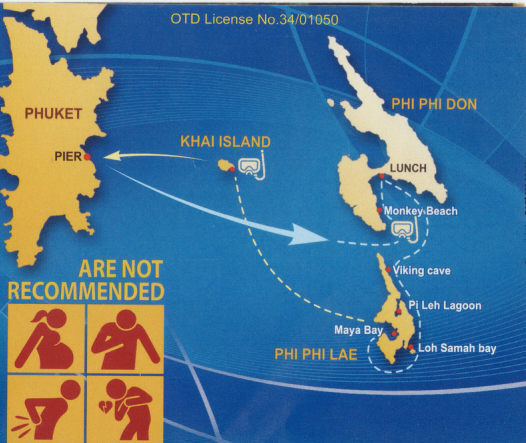 OTD License No.34/01050
PHUKET
PIER
KHAI ISLAND
PHI PHI DON
LUNCH
Monkey Beach
Viking cave
Pi Leh Lagoon
Maya Bay
Loh Samah bay
PHI PHI LAE
ARE NOT
RECOMMENDED